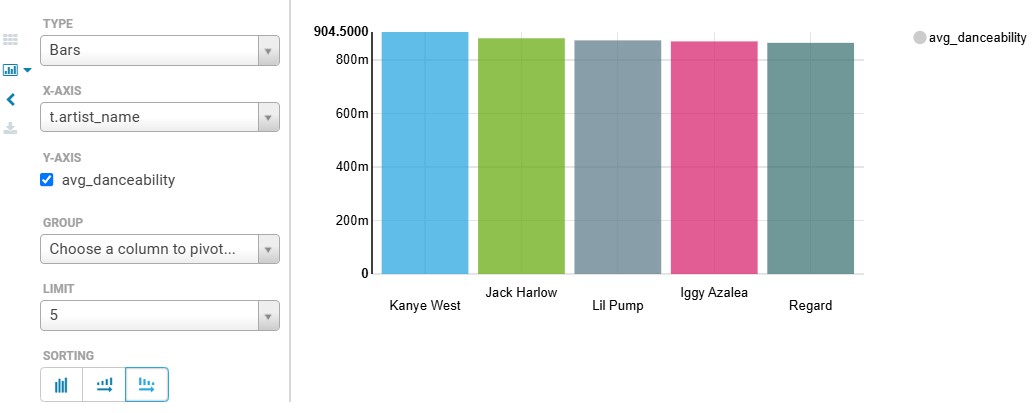 TYPE
Bars
X-AXIS
t.artist_name
Y-AXIS
avg_danceability
GROUP
Choose a column to pivot...
LIMIT
5
SORTING
904.5000
800m
600m
400m
200m
0
Kanye West
Jack Harlow
Lil Pump
Iggy Azalea
Regard
avg_danceability